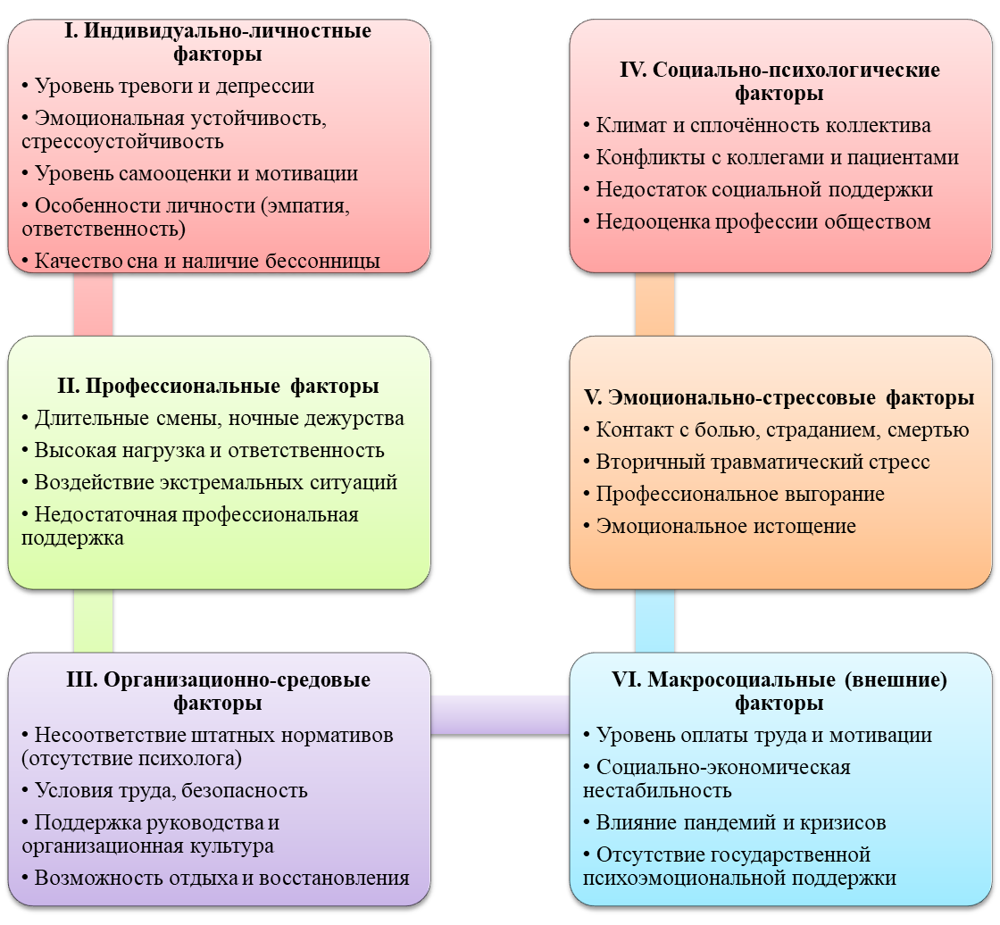 I. Индивидуально-личностные
факторы
• Уровень тревоги и депрессии
• Эмоциональная устойчивость,
стрессоустойчивость
• Уровень самооценки и мотивации
• Особенности личности (эмпатия,
ответственность)
• Качество сна и наличие бессонницы
II. Профессиональные факторы
• Длительные смены, ночные дежурства
• Высокая нагрузка и ответственность
• Воздействие экстремальных ситуаций
• Недостаточная профессиональная
поддержка
III. Организационно-средовые
факторы
• Несоответствие штатных нормативов
(отсутствие психолога)
• Условия труда, безопасность
• Поддержка руководства и
организационная культура
• Возможность отдыха и восстановления
IV. Социально-психологические
факторы
• Климат и сплочённость коллектива
• Конфликты с коллегами и пациентами
• Недостаток социальной поддержки
• Недооценка профессии обществом
V. Эмоционально-стрессовые факторы
• Контакт с болью, страданием, смертью
• Вторичный травматический стресс
• Профессиональное выгорание
• Эмоциональное истощение
VI. Макросоциальные (внешние)
факторы
• Уровень оплаты труда и мотивации
• Социально-экономическая
нестабильность
• Влияние пандемий и кризисов
• Отсутствие государственной
психоэмоциональной поддержки